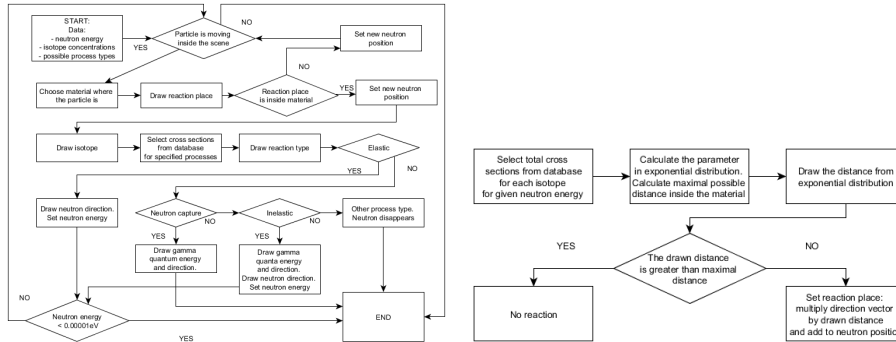 START:
Data:
- neutron energy
- isotope concentrations
- possible process types
YES
Particle is moving
inside the scene
NO
Set new neutron
position
NO
Choose material where
the particle is
Draw reaction place
Reaction place
is inside material
YES
Set new neutron
position
Draw isotope
Select cross sections
from database
for specified processes
Draw reaction type
Elastic
YES
NO
Draw neutron direction.
Set neutron energy
Neutron capture
NO
Inelastic
NO
Other process type.
Neutron disappears
YES
YES
Draw gamma
quantum energy
and direction.
Draw gamma
quanta energy
and direction.
Draw neutron direction.
Set neutron energy
NO
Neutron energy
< 0.00001eV
YES
END
Select total cross
sections from database
for each isotope
for given neutron energy
Calculate the parameter
in exponential distribution.
Calculate maximal possible
distance inside the material
Draw the distance from
exponential distribution
YES
The drawn distance
is greater than maximal
distance
NO
No reaction
Set reaction place:
multiply direction vector
by drawn distance
and add to neutron position